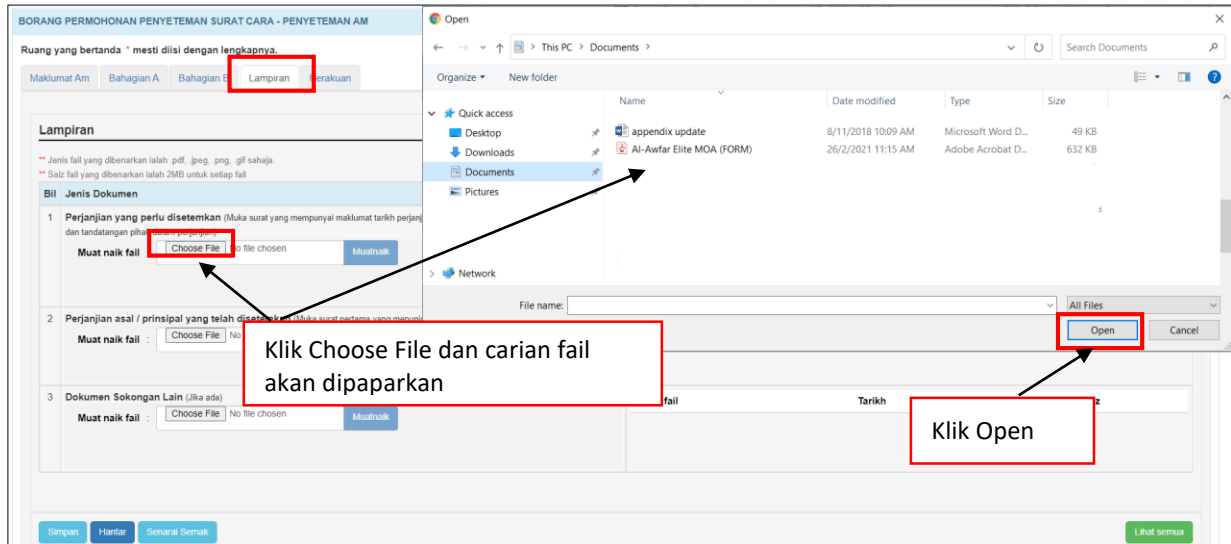 BORANG PERMOHONAN PENYETEMAN SURAT CARA - PENYETEMAN AM
Ruang yang bertanda * mesti diisi dengan lengkapnya.
Maklumat Am Bahagian A Bahagian B Lampiran Perakuan
Lampiran
** Jenis fail yang dibenarkan ialah .pdf, .jpeg, .png, .gif sahaja.
** Saiz fail yang dibenarkan ialah 2MB untuk setiap fail
Bil Jenis Dokumen
1 Perjanjian yang perlu disetemkan (Muka surat yang mempunyai maklumat tarikh
dan tandatangan pihak dalam perjanjian)
Muat naik fail Choose File No file chosen Muatnaik
2 Perjanjian asal / prinsipal yang telah disetemkan (Muka surat pertama yang
Muat naik fail : Choose File No
3 Dokumen Sokongan Lain (Jika ada)
Muat naik fail : Choose File No file chosen Muatnaik
fail Tarikh z
Simpan Hantar Senarai Semak Lihat semua
Open
This PC > Documents >
Search Documents
Organize New folder
Name Date modified Type Size
Quick access
Desktop
Downloads
Documents
Pictures
Network
appendix update 8/11/2018 10:09 AM Microsoft Word D... 49 KB
Al-Awfar Elite MOA (FORM) 26/2/2021 11:15 AM Adobe Acrobat D... 632 KB
s
File name: All Files
Open Cancel
Klik Choose File dan carian fail
akan dipaparkan
Klik Open